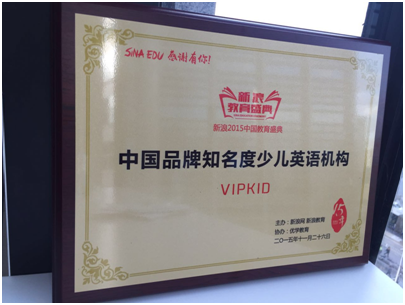 SiNA EDU 感谢有你!
新浪
教育盛典
新浪2015中国教育盛典
中国品牌知名度少儿英语机构
VIPKID
主办：新浪网 新浪教育
协办：优学教育
二〇一五年十一月二十六日